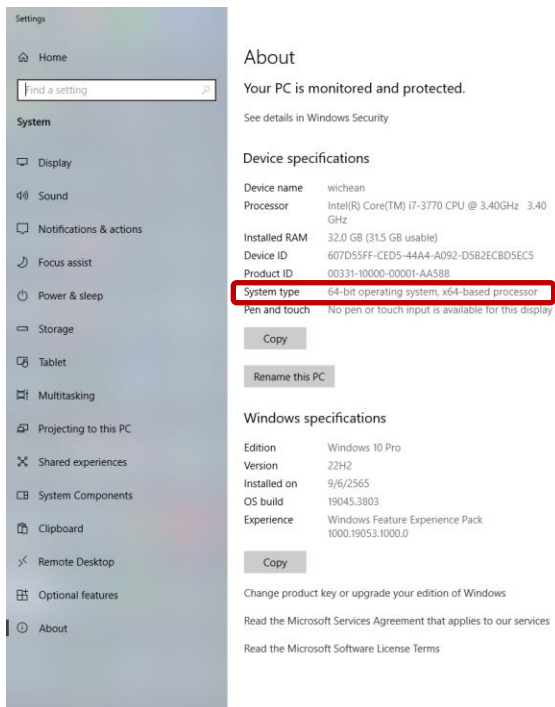 Settings
Home
Find a setting
System
Display
Sound
Notifications & actions
Focus assist
Power & sleep
Storage
Tablet
Multitasking
Projecting to this PC
Shared experiences
System Components
Clipboard
Remote Desktop
Optional features
About
About
Your PC is monitored and protected.
See details in Windows Security
Device specifications
Device name wichean
Processor Intel(R) Core(TM) i7-3770 CPU @ 3.40GHz 3.40
GHz
Installed RAM 32.0 GB (31.5 GB usable)
Device ID 607D55FF-CED5-44A4-A092-D5B2ECBD5EC5
Product ID 00331-10000-00001-AA588
System type 64-bit operating system, x64-based processor
Pen and touch No pen or touch input is available for this display
Copy
Rename this PC
Windows specifications
Edition Windows 10 Pro
Version 22H2
Installed on 9/6/2565
OS build 19045.3803
Experience Windows Feature Experience Pack
1000.19053.1000.0
Copy
Change product key or upgrade your edition of Windows
Read the Microsoft Services Agreement that applies to our services
Read the Microsoft Software License Terms